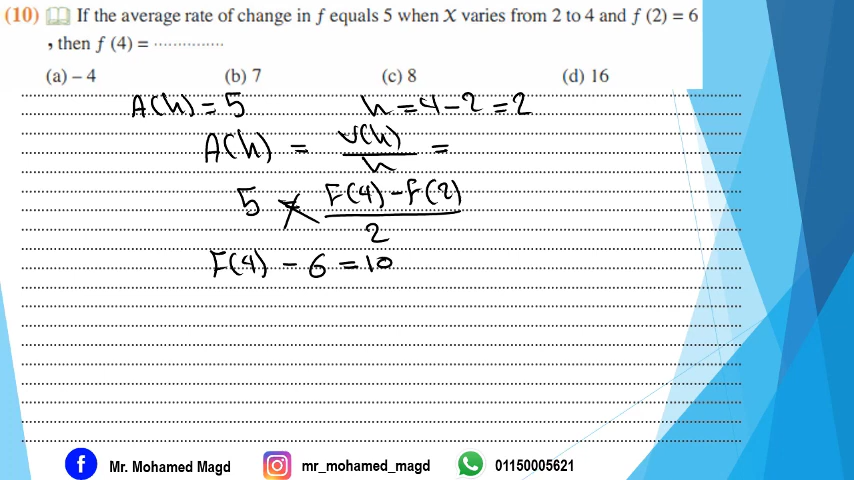 (10) If the average rate of change in f equals 5 when X varies from 2 to 4 and f (2) = 6
, then f (4) = ···············
(a) – 4 (b) 7 (c) 8 (d) 16
A(h) = 5 h = 4 - 2 = 2
A(h) = V(h) / h =
5 = F(4) - f(2) / 2
F(4) - 6 = 10
Mr. Mohamed Magd mr_mohamed_magd 01150005621